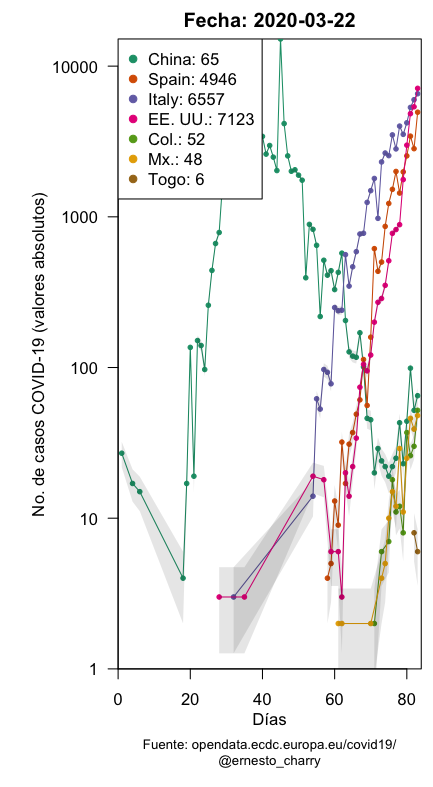 Fecha: 2020-03-22
China: 65
Spain: 4946
Italy: 6557
EE. UU.: 7123
Col.: 52
Mx.: 48
Togo: 6
No. de casos COVID-19 (valores absolutos)
10000
1000
100
10
1
0 20 40 60 80
Días
Fuente: opendata.ecdc.europa.eu/covid19/
@ernesto_charry